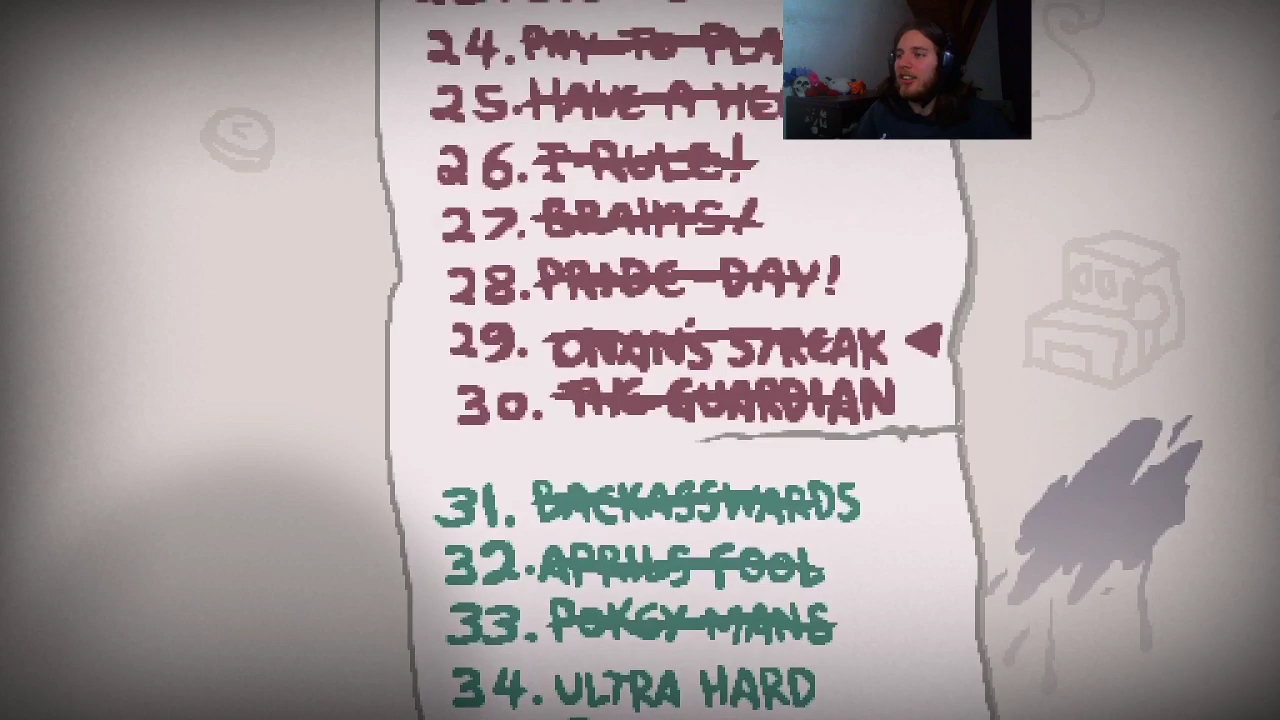 24. PAY TO PLA
25. HAVE A HE
26. I RULE!
27. BRAINS!
28. PRIDE DAY!
29. ONAN'S STREAK
30. THE GUARDIAN
31. BACKASSWARDS
32. APRILS FOOL
33. POKEY MANS
34. ULTRA HARD